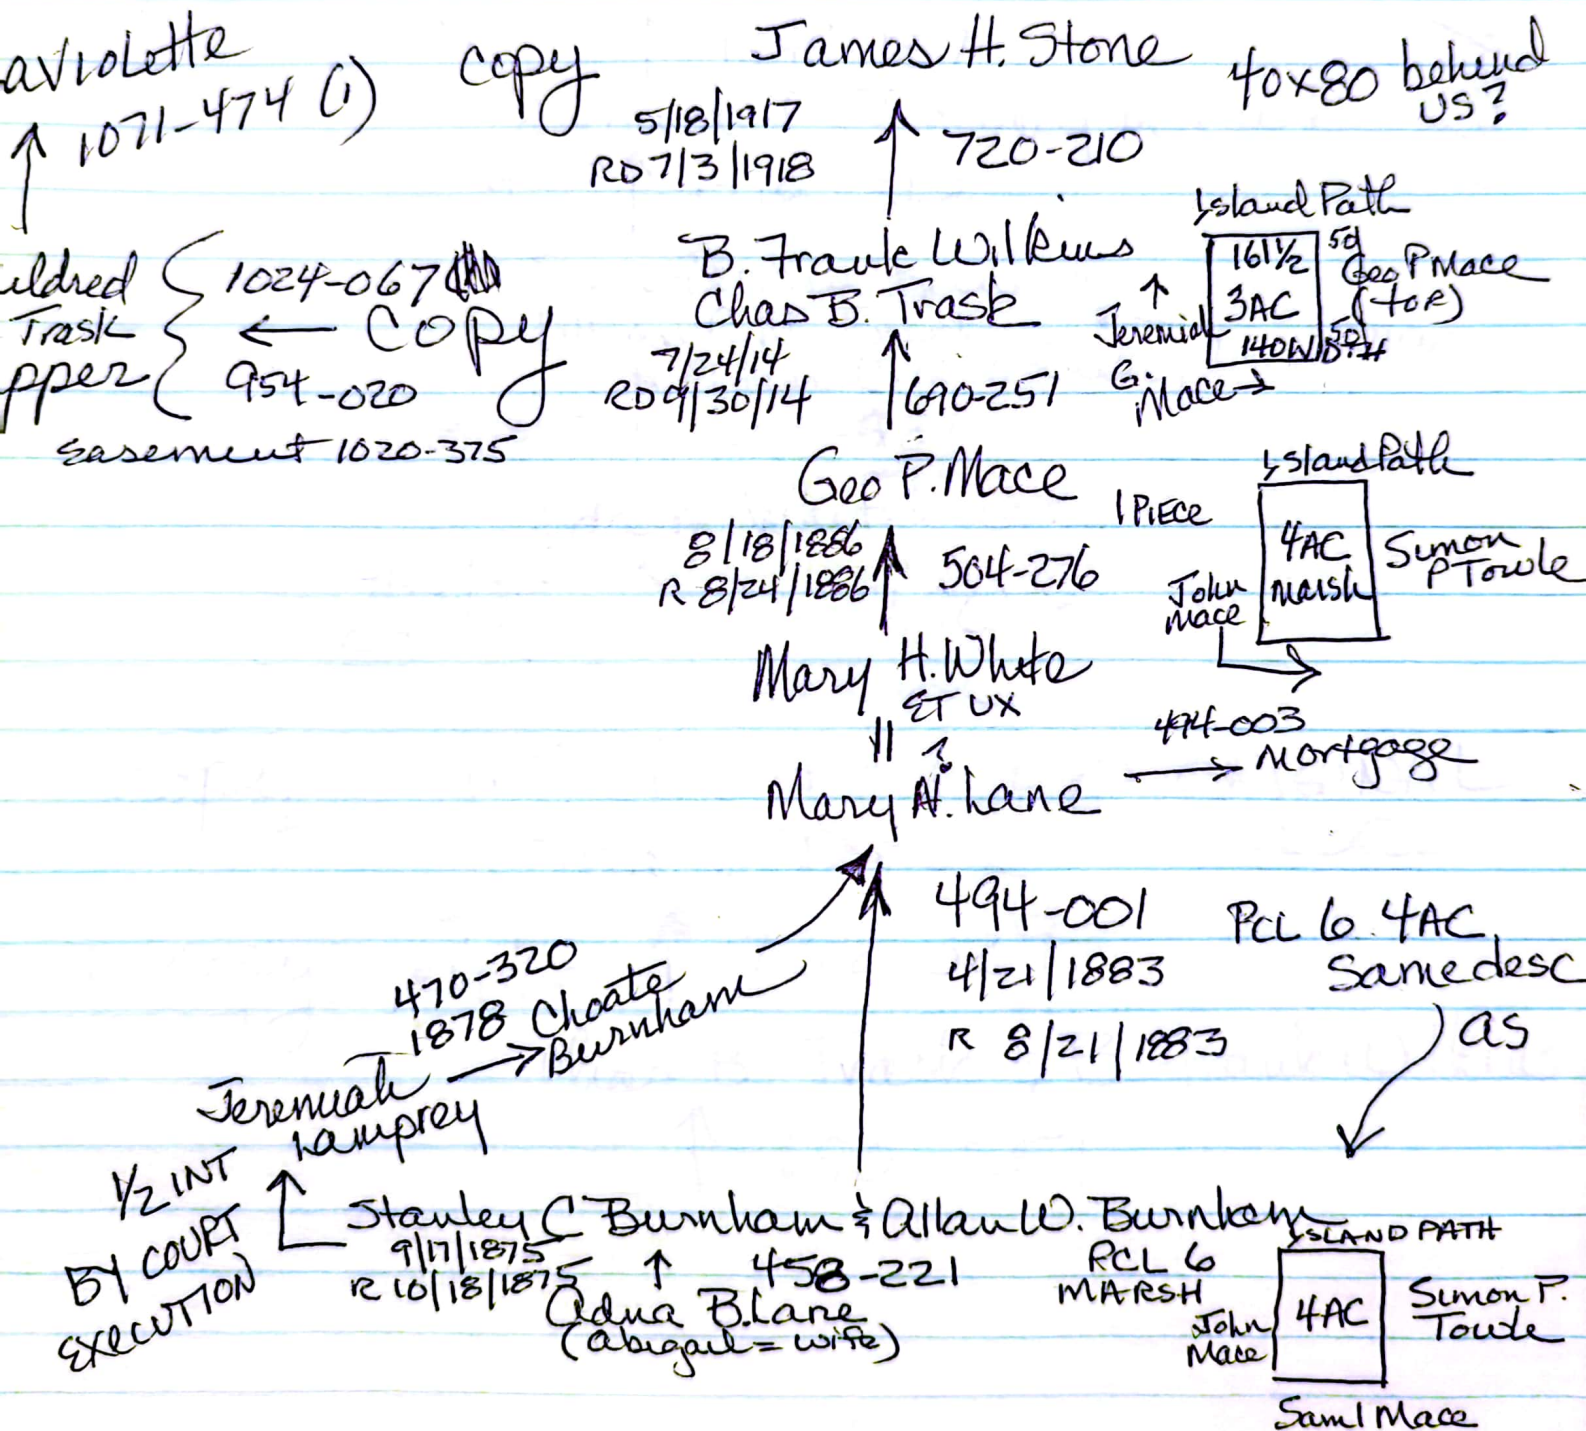 aviolette
1071-474 (1)
copy
James H. Stone
40x80 behind
US?
5/18/1917
RD 7/3/1918
720-210
Island Path
161 1/2
3AC
140 WIDTH
50
Geo P Mace
(TOR)
50
Jeremiah
G.
Mace →
B. Frank Wilkins
Chas B. Trask
7/24/14
RD 9/30/14
690-251
ildred
Trask
pper
1024-067
← Copy
954-020
Easement 1020-375
Geo P. Mace
8/18/1886
R 8/24/1886
504-276
1 PIECE
Island Path
4AC
Marsh
Simon
P Towle
John
Mace
Mary H. White
ET UX
||
?
Mary A. Lane
494-003
→ Mortgage
494-001
4/21/1883
R 8/21/1883
PCL 6 4AC
Same desc
as
470-320
1878
Choate
Burnham
Jeremiah →
Lamprey
1/2 INT
BY COURT
EXECUTION
Stanley C Burnham & Allan W. Burnham
9/17/1875
R 10/18/1875
↑
458-221
Adna B. Lane
(Abigail = wife)
PCL 6
MARSH
ISLAND PATH
4AC
Simon P.
Towle
John
Mace
Saml Mace